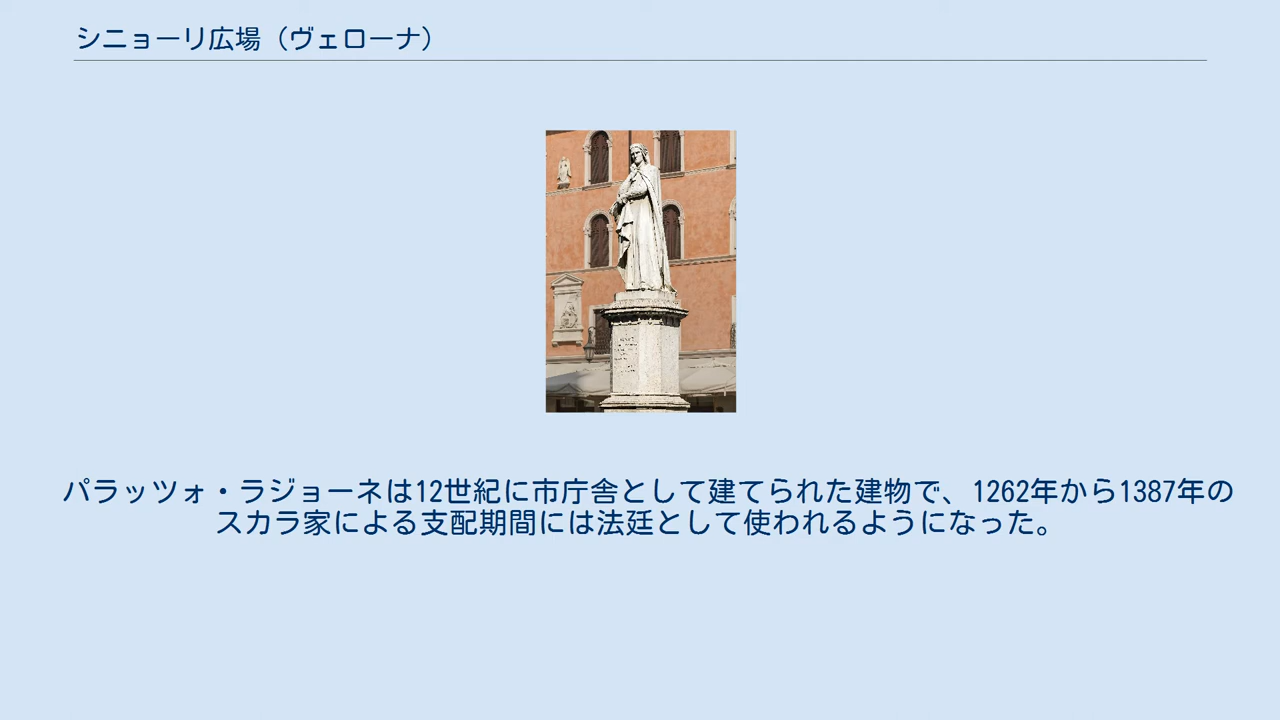 シニョーリ広場（ヴェローナ）
パラッツォ・ラジョーネは12世紀に市庁舎として建てられた建物で、1262年から1387年の
スカラ家による支配期間には法廷として使われるようになった。